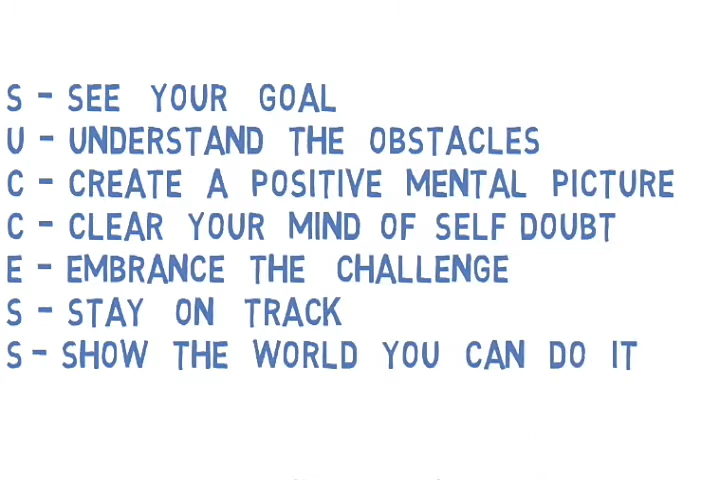 S - SEE YOUR GOAL
U - UNDERSTAND THE OBSTACLES
C - CREATE A POSITIVE MENTAL PICTURE
C - CLEAR YOUR MIND OF SELF DOUBT
E - EMBRANCE THE CHALLENGE
S - STAY ON TRACK
S - SHOW THE WORLD YOU CAN DO IT